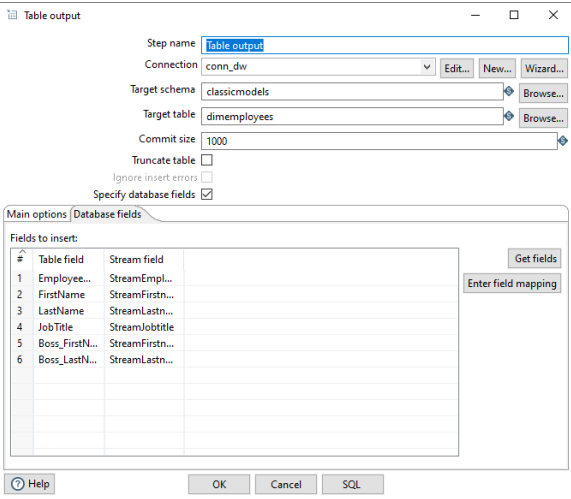 Table output
Step name Table output
Connection conn_dw Edit... New... Wizard...
Target schema classicmodels Browse...
Target table dimemployees Browse...
Commit size 1000
Truncate table
Ignore insert errors
Specify database fields
Main options Database fields
Fields to insert:
# Table field Stream field
Get fields
1 Employee... StreamEmpl...
Enter field mapping
2 FirstName StreamFirstn...
3 LastName StreamLastn...
4 JobTitle StreamJobtitle
5 Boss_FirstN... StreamFirstn...
6 Boss_LastN... StreamLastn...
Help OK Cancel SQL